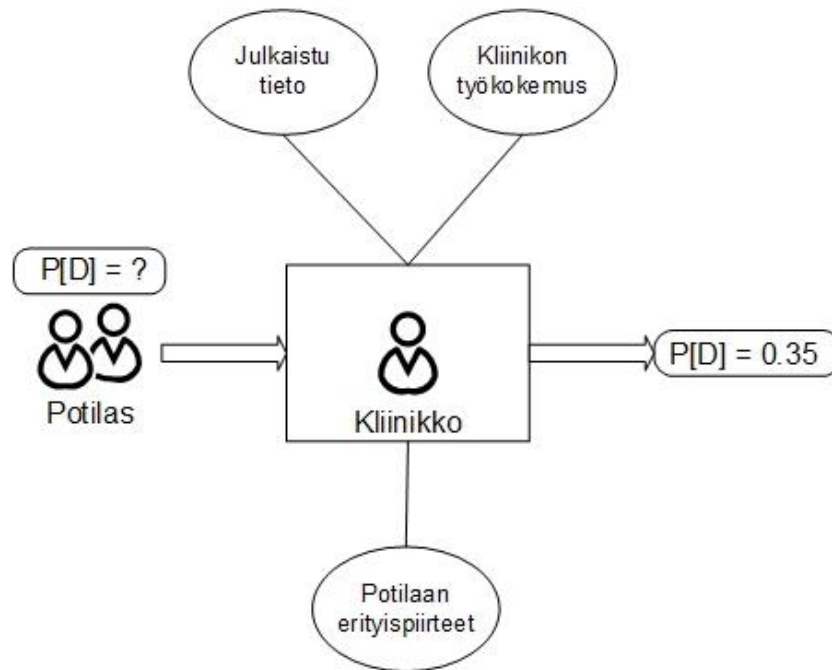 Julkaistu
tieto
Kliinikon
työkokemus
P[D] = ?
Potilas
Kliinikko
P[D] = 0.35
Potilaan
erityispiirteet